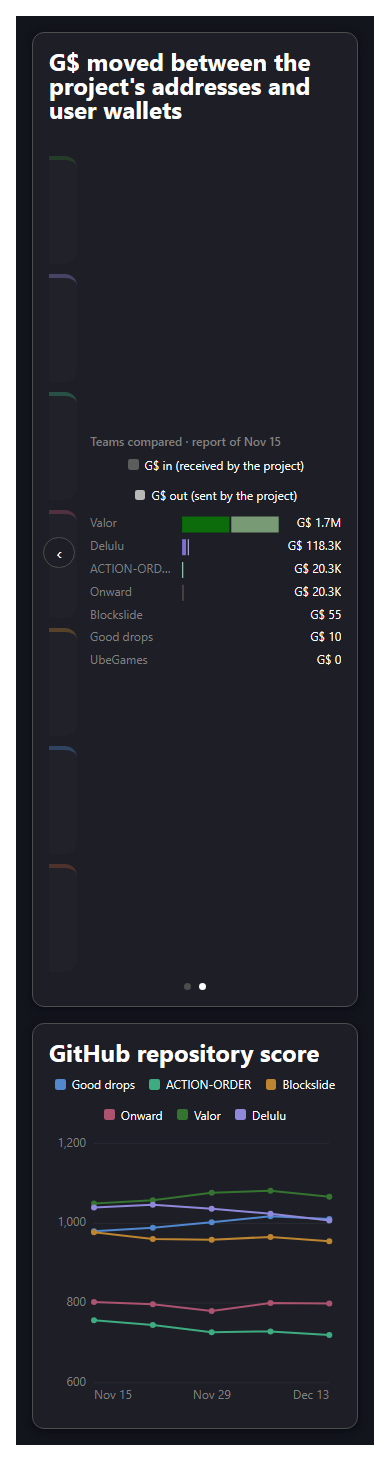 G$ moved between the
project's addresses and
user wallets
Teams compared · report of Nov 15
G$ in (received by the project)
G$ out (sent by the project)
Valor G$ 1.7M
Delulu G$ 118.3K
ACTION-ORD... G$ 20.3K
‹
Onward G$ 20.3K
Blockslide G$ 55
Good drops G$ 10
UbeGames G$ 0
GitHub repository score
Good drops ACTION-ORDER Blockslide
Onward Valor Delulu
1,200
1,000
800
600
Nov 15 Nov 29 Dec 13